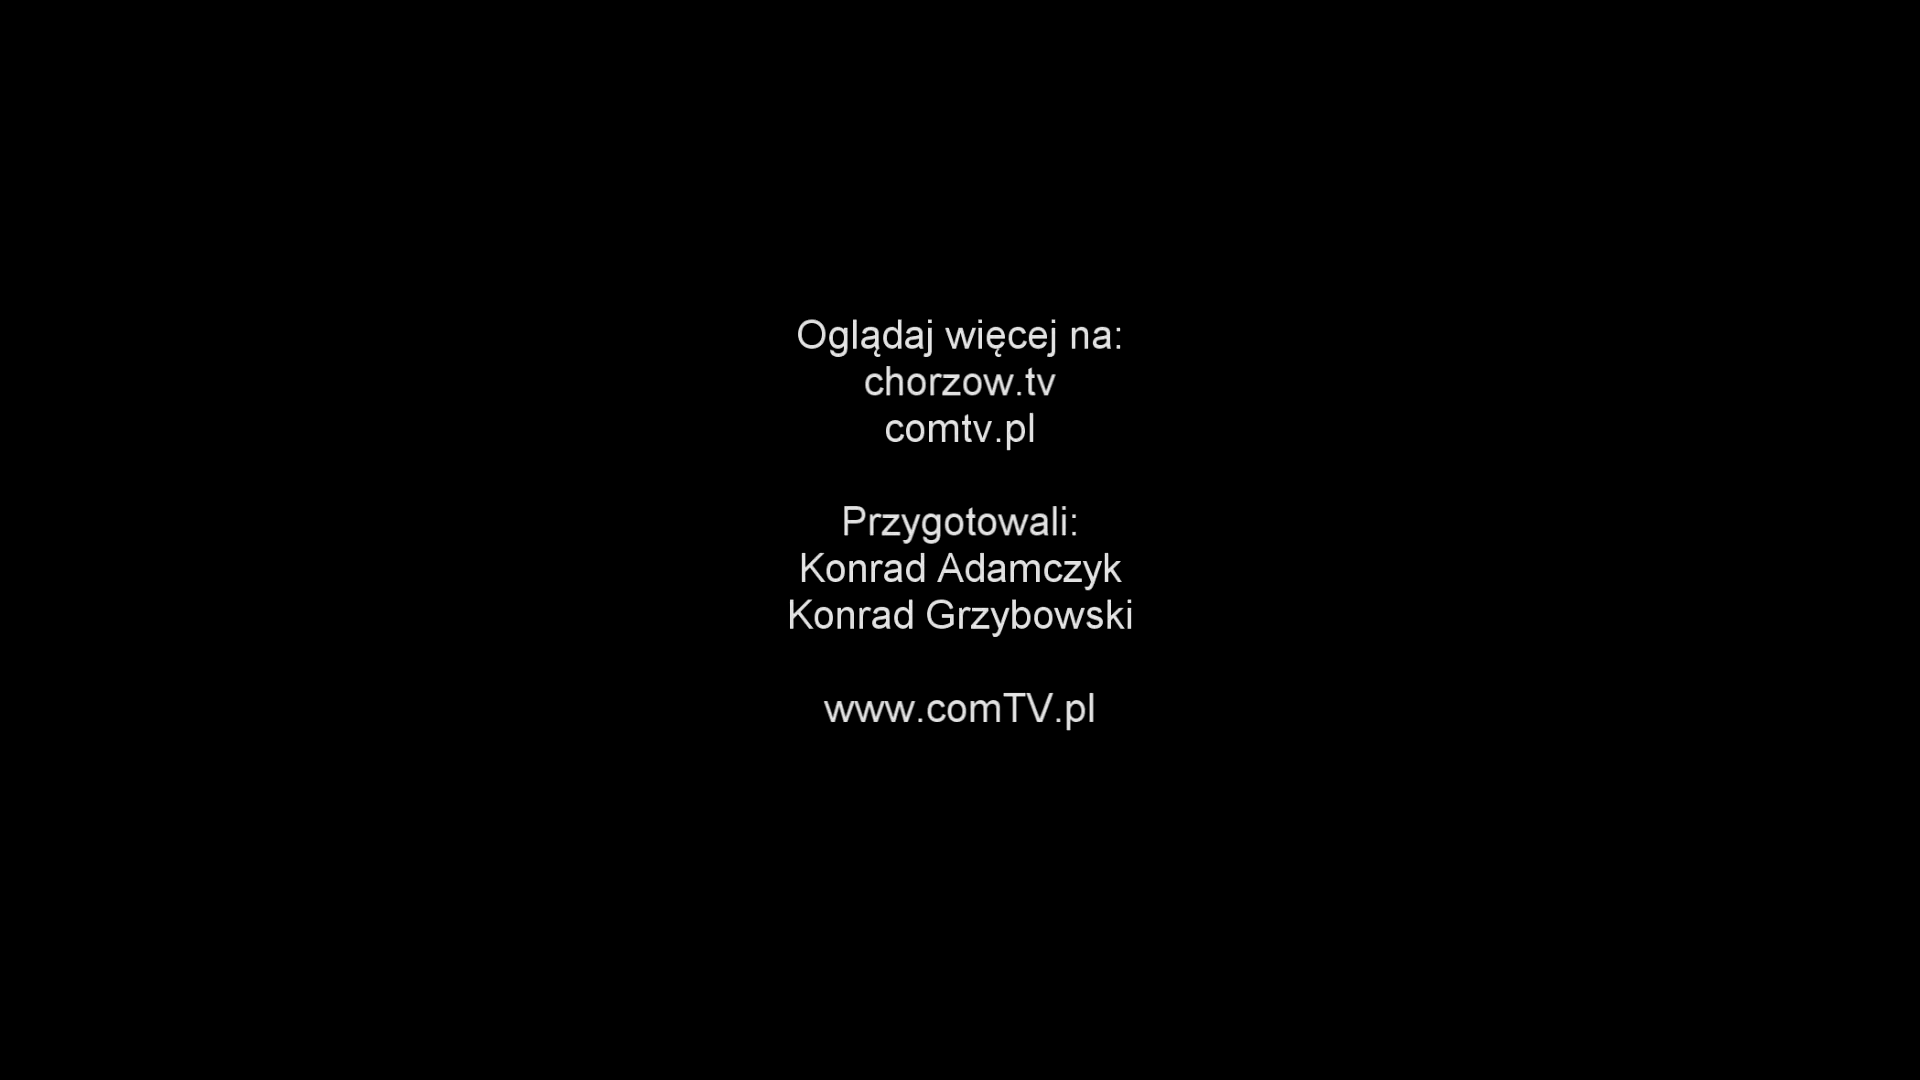 Oglądaj więcej na:
chorzow.tv
comtv.pl
Przygotowali:
Konrad Adamczyk
Konrad Grzybowski
www.comTV.pl